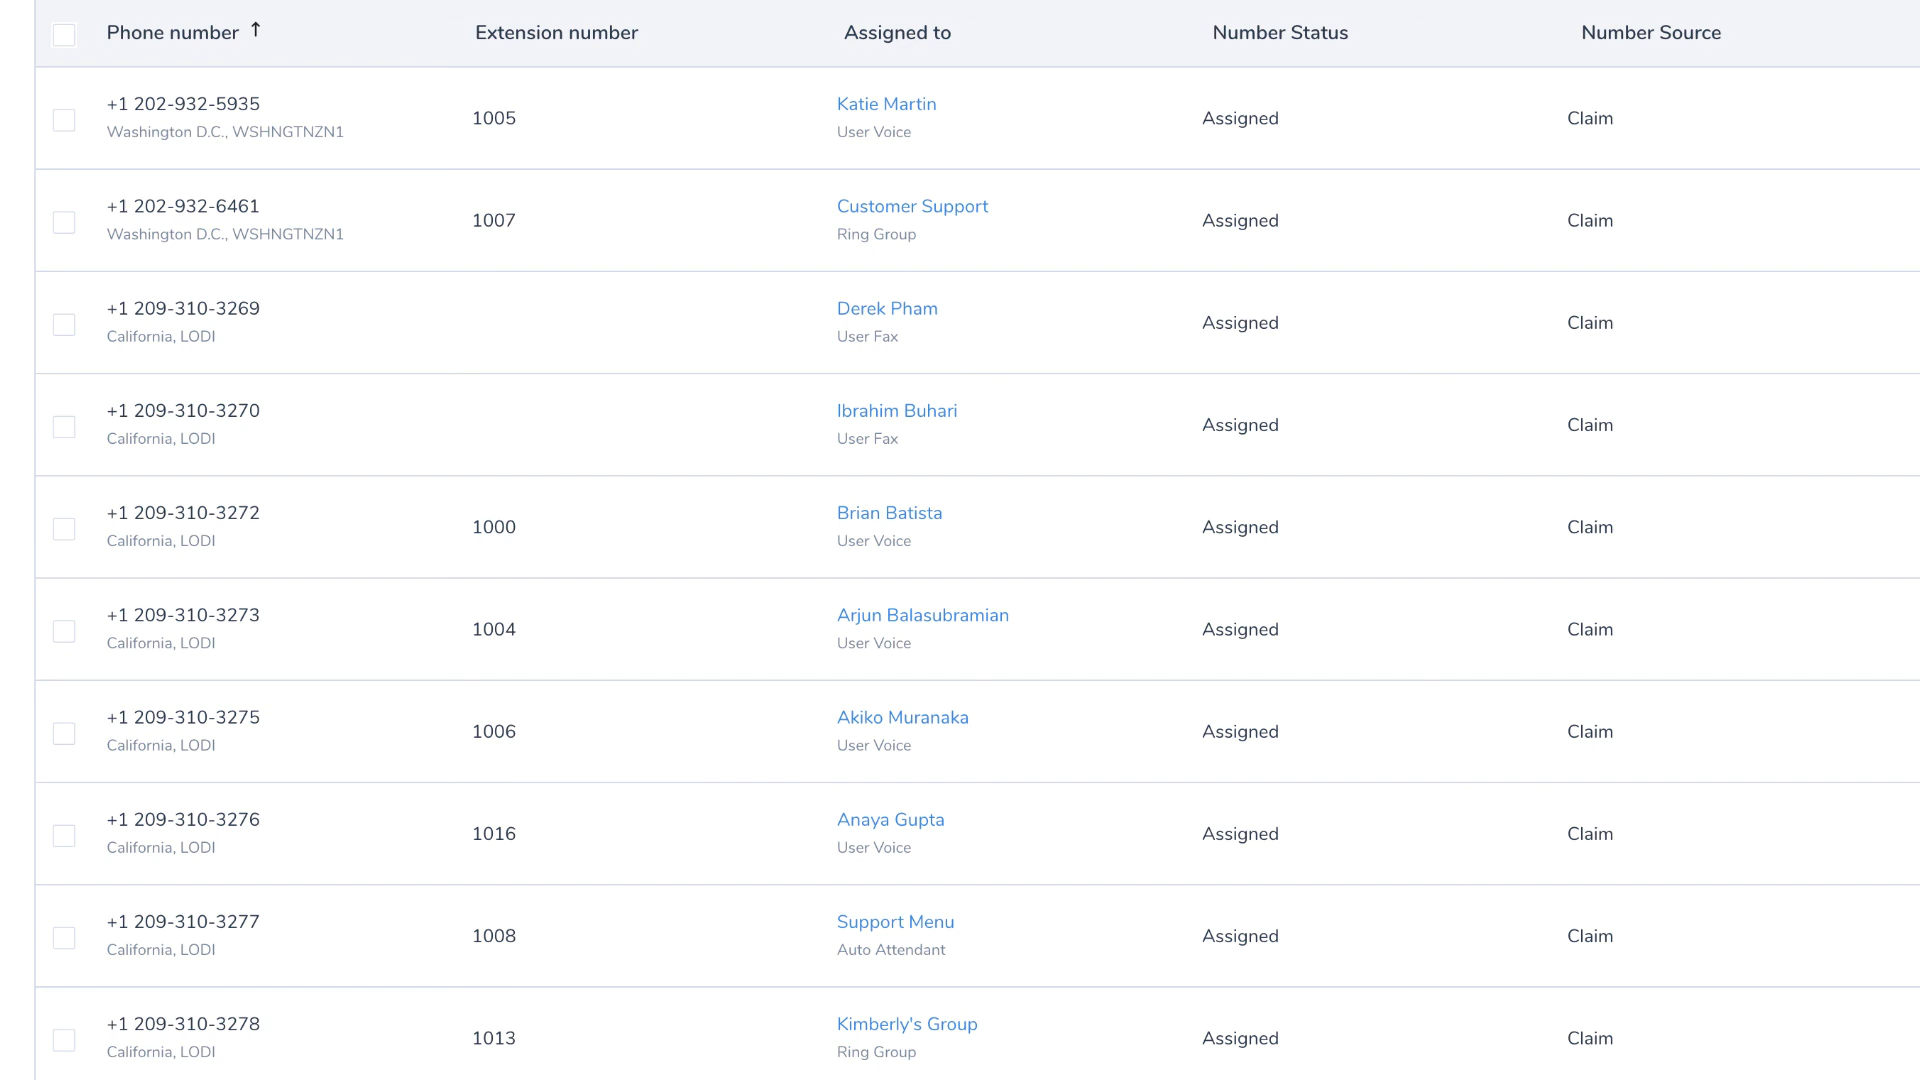 Phone number ↑ Extension number Assigned to Number Status Number Source
+1 202-932-5935
Washington D.C., WSHNGTNZN1
1005
Katie Martin
User Voice
Assigned
Claim
+1 202-932-6461
Washington D.C., WSHNGTNZN1
1007
Customer Support
Ring Group
Assigned
Claim
+1 209-310-3269
California, LODI
Derek Pham
User Fax
Assigned
Claim
+1 209-310-3270
California, LODI
Ibrahim Buhari
User Fax
Assigned
Claim
+1 209-310-3272
California, LODI
1000
Brian Batista
User Voice
Assigned
Claim
+1 209-310-3273
California, LODI
1004
Arjun Balasubramian
User Voice
Assigned
Claim
+1 209-310-3275
California, LODI
1006
Akiko Muranaka
User Voice
Assigned
Claim
+1 209-310-3276
California, LODI
1016
Anaya Gupta
User Voice
Assigned
Claim
+1 209-310-3277
California, LODI
1008
Support Menu
Auto Attendant
Assigned
Claim
+1 209-310-3278
California, LODI
1013
Kimberly's Group
Ring Group
Assigned
Claim